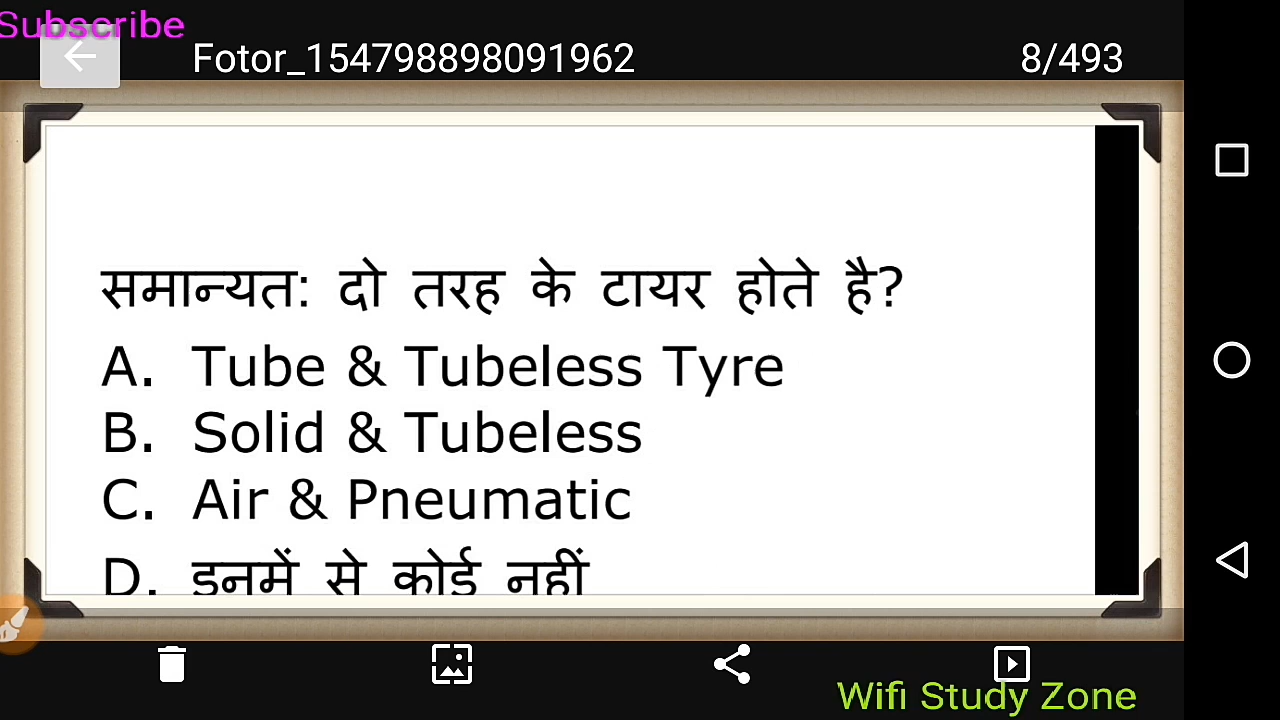 Subscribe
Fotor_154798898091962
8/493
समान्यत: दो तरह के टायर होते है?
A. Tube & Tubeless Tyre
B. Solid & Tubeless
C. Air & Pneumatic
D. इनमें से कोई नहीं
Wifi Study Zone